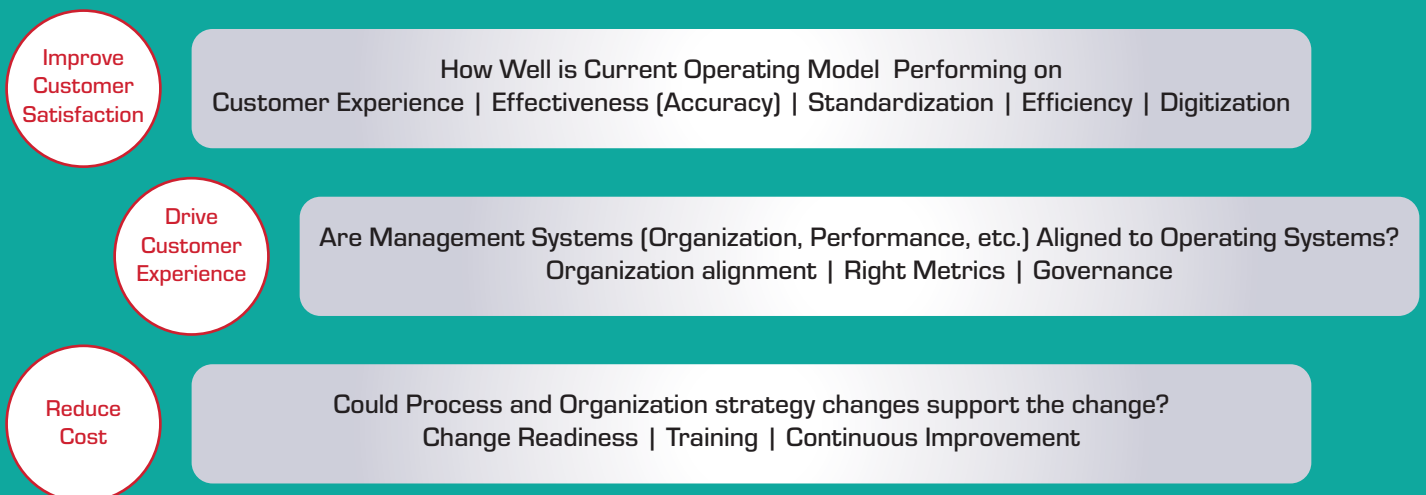 Improve
Customer
Satisfaction
How Well is Current Operating Model Performing on
Customer Experience | Effectiveness (Accuracy) | Standardization | Efficiency | Digitization
Drive
Customer
Experience
Are Management Systems (Organization, Performance, etc.) Aligned to Operating Systems?
Organization alignment | Right Metrics | Governance
Reduce
Cost
Could Process and Organization strategy changes support the change?
Change Readiness | Training | Continuous Improvement